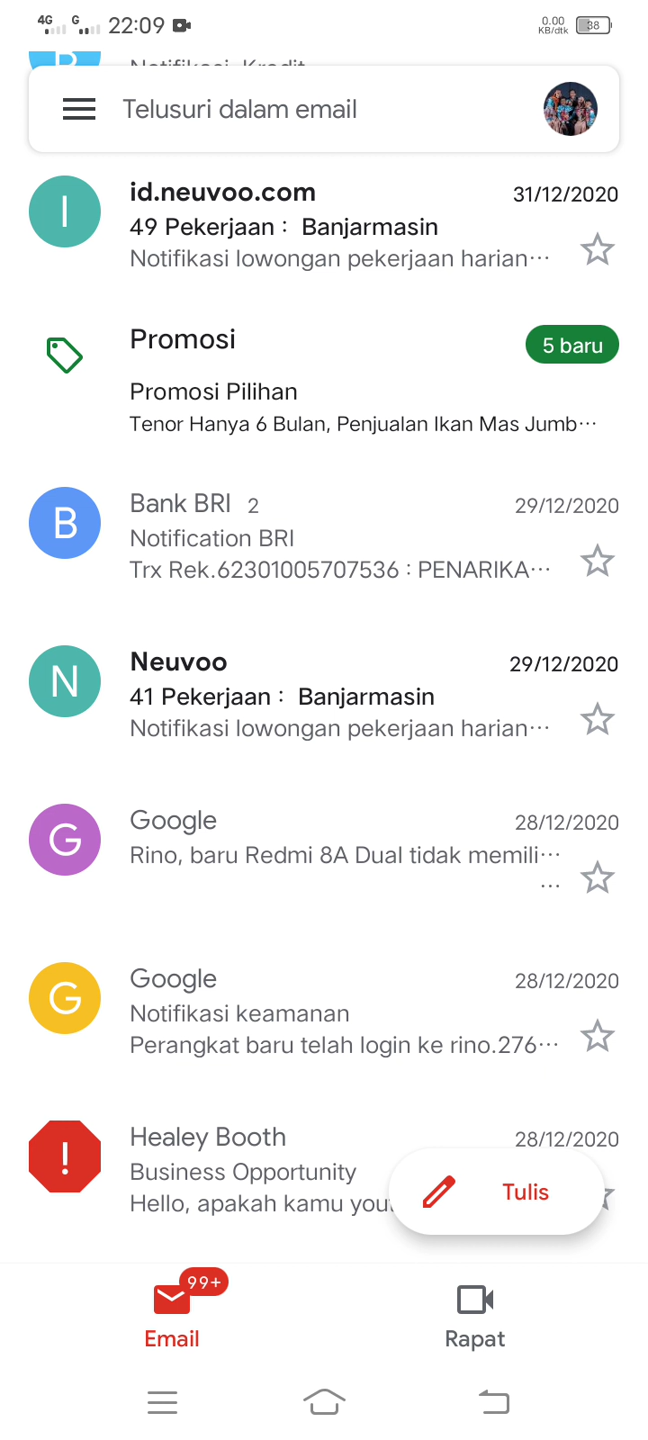 4G G 22:09 0.00 KB/dtk 38
B
Notifikasi Kredit
Telusuri dalam email
I id.neuvoo.com 31/12/2020
49 Pekerjaan : Banjarmasin
Notifikasi lowongan pekerjaan harian…
Promosi 5 baru
Promosi Pilihan
Tenor Hanya 6 Bulan, Penjualan Ikan Mas Jumb…
B Bank BRI 2 29/12/2020
Notification BRI
Trx Rek.62301005707536 : PENARIKA…
N Neuvoo 29/12/2020
41 Pekerjaan : Banjarmasin
Notifikasi lowongan pekerjaan harian…
G Google 28/12/2020
Rino, baru Redmi 8A Dual tidak memili…
…
G Google 28/12/2020
Notifikasi keamanan
Perangkat baru telah login ke rino.276…
! Healey Booth 28/12/2020
Business Opportunity
Hello, apakah kamu
Tulis
99+
Email Rapat